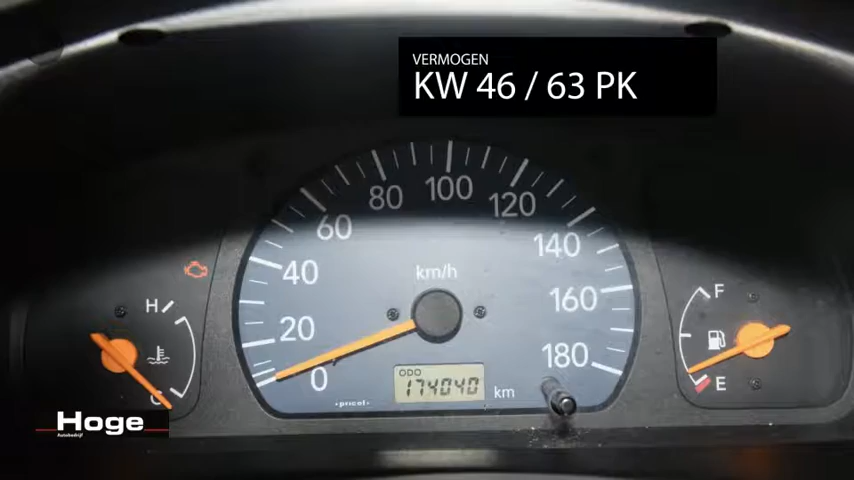 VERMOGEN
KW 46 / 63 PK
0
20
40
60
80
100
120
140
160
180
km/h
H
C
F
E
ODO
174040 km
Hoge
Autobedrijf